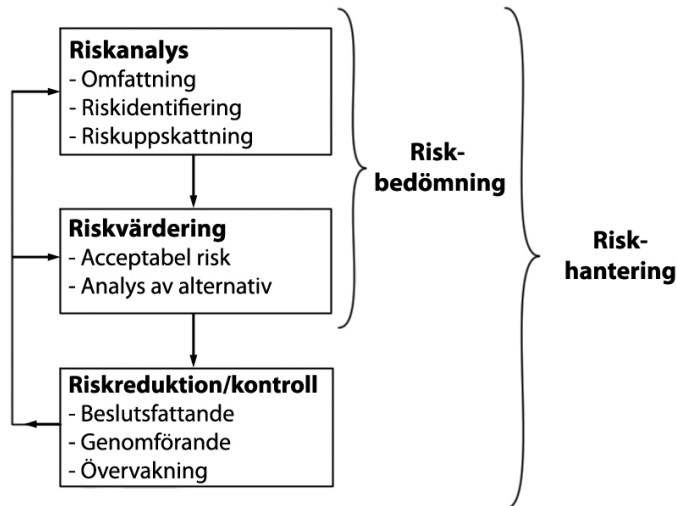 Riskanalys
- Omfattning
- Riskidentifiering
- Riskuppskattning
Risk-
bedömning
Riskvärdering
- Acceptabel risk
- Analys av alternativ
Risk-
hantering
Riskreduktion/kontroll
- Beslutsfattande
- Genomförande
- Övervakning